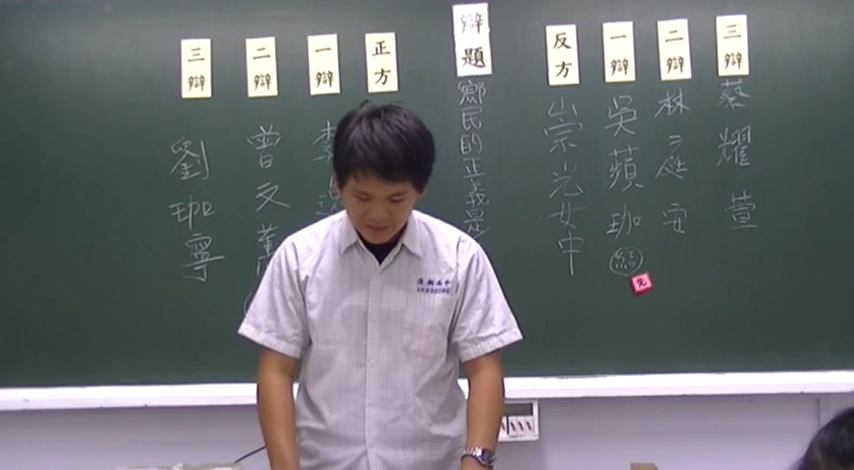 三辯
蔡耀萱
二辯
林庭安
一辯
吳蘋珈
反方
崇光女中
辯題
鄉民的正義是
正方
一辯
李
二辯
曾文
三辯
劉珈寧